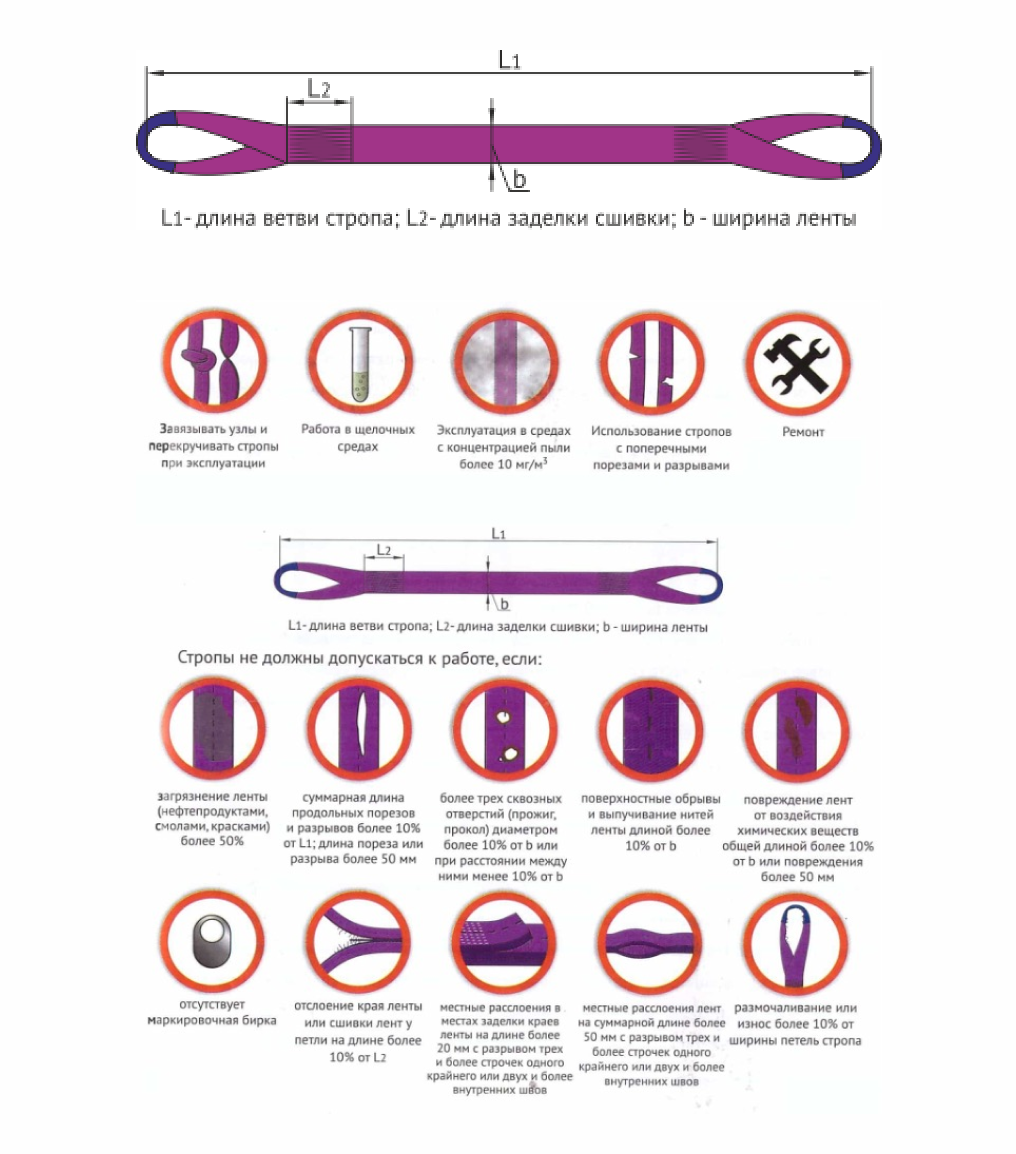 L1
L2
b
L1- длина ветви стропа; L2- длина заделки сшивки; b - ширина ленты
Завязывать узлы и
перекручивать стропы
при эксплуатации
Работа в щелочных
средах
Эксплуатация в средах
с концентрацией пыли
более 10 мг/м³
Использование стропов
с поперечными
порезами и разрывами
Ремонт
L1
L2
b
L1- длина ветви стропа; L2- длина заделки сшивки; b - ширина ленты
Стропы не должны допускаться к работе, если:
загрязнение ленты
(нефтепродуктами,
смолами, красками)
более 50%
суммарная длина
продольных порезов
и разрывов более 10%
от L1; длина пореза или
разрыва более 50 мм
более трех сквозных
отверстий (прожиг,
прокол) диаметром
более 10% от b или
при расстоянии между
ними менее 10% от b
поверхностные обрывы
и выпучивание нитей
ленты длиной более
10% от b
повреждение лент
от воздействия
химических веществ
общей длиной более 10%
от b или повреждения
более 50 мм
отсутствует
маркировочная бирка
отслоение края ленты
или сшивки лент у
петли на длине более
10% от L2
местные расслоения в
местах заделки краев
ленты на длине более
20 мм с разрывом трех
и более строчек одного
крайнего или двух и более
внутренних швов
местные расслоения лент
на суммарной длине более
50 мм с разрывом трех и
более строчек одного
крайнего или двух и более
внутренних швов
размочаливание или
износ более 10% от
ширины петель стропа